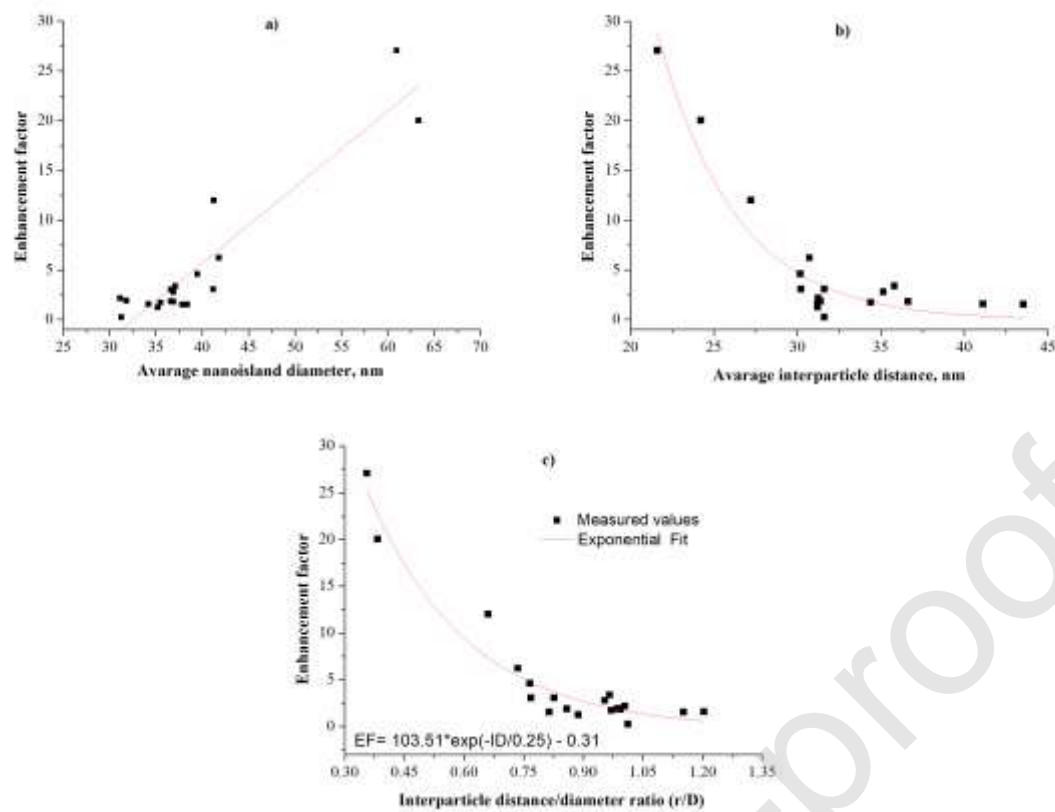 a)
30
25
20
15
10
5
0
Enhancement factor
25 30 35 40 45 50 55 60 65 70
Avarage nanoisland diameter, nm
b)
30
25
20
15
10
5
0
Enhancement factor
20 25 30 35 40 45
Avarage interparticle distance, nm
c)
30
25
20
15
10
5
0
Enhancement factor
Measured values
Exponential Fit
EF= 103.51*exp(-ID/0.25) - 0.31
0.30 0.45 0.60 0.75 0.90 1.05 1.20 1.35
Interparticle distance/diameter ratio (r/D)
proof